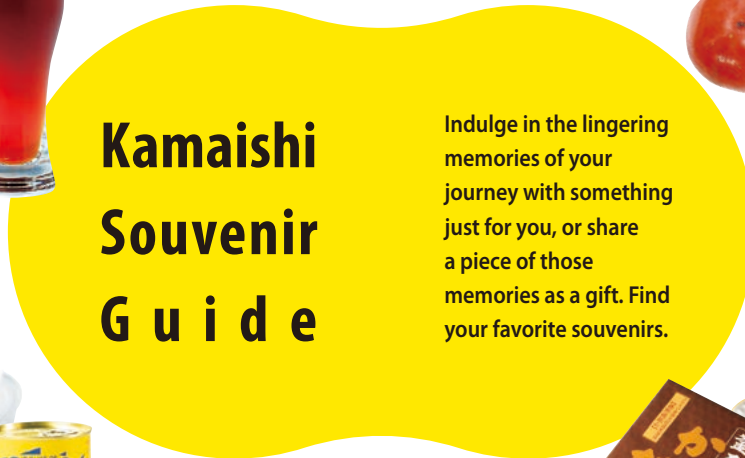 Kamaishi
Souvenir
Guide
Indulge in the lingering
memories of your
journey with something
just for you, or share
a piece of those
memories as a gift. Find
your favorite souvenirs.